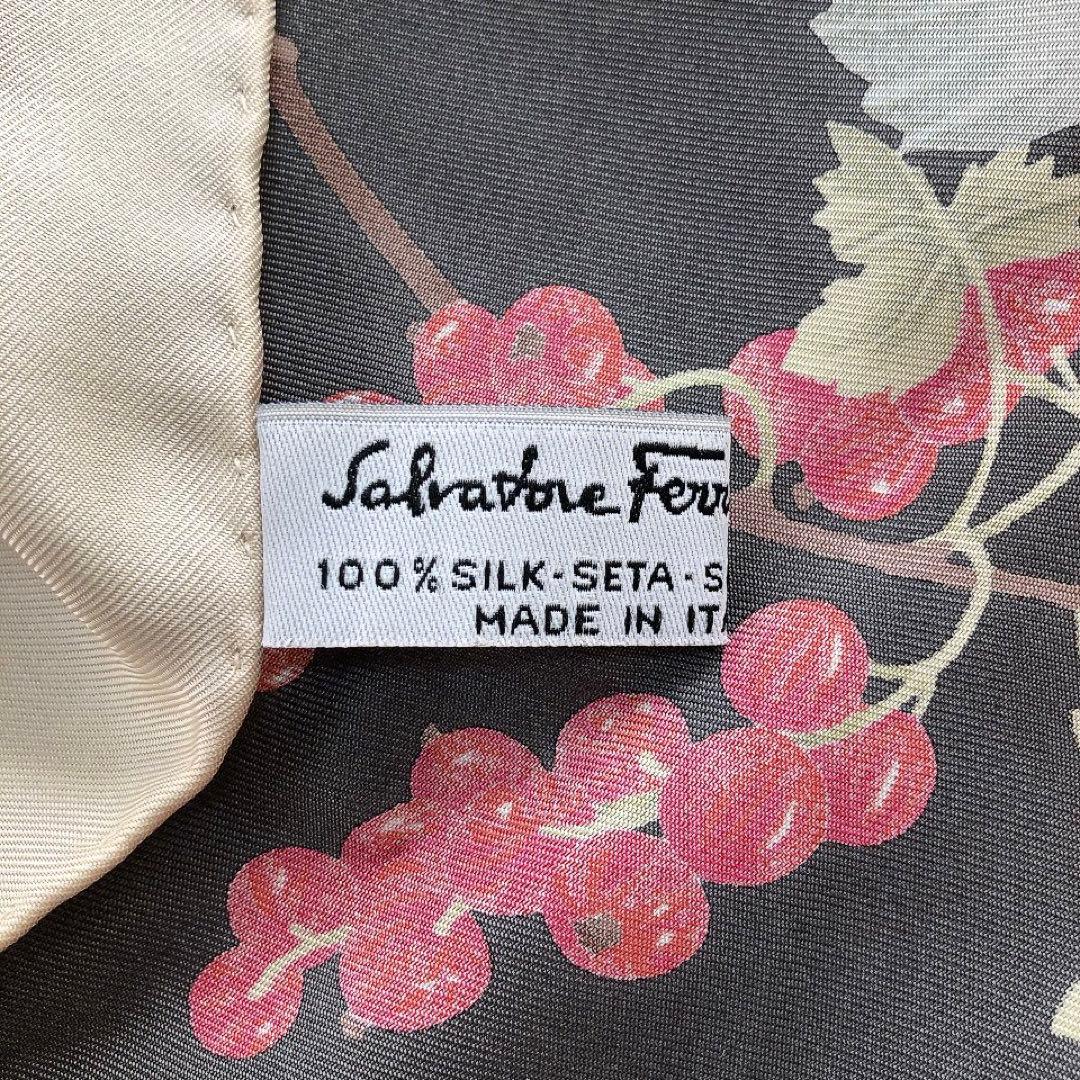 Salvatore Ferr
100% SILK-SETA-S
MADE IN ITA